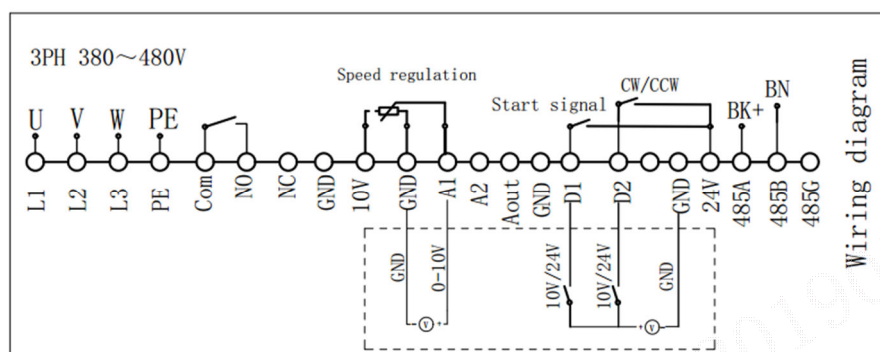 3PH 380～480V
Speed regulation
CW/CCW
Start signal
BN
BK+
U V W PE
L1 L2 L3 PE Com NO NC GND 10V GND A1 A2 Aout GND D1 D2 GND 24V 485A 485B 485G
GND 0-10V 10V/24V 10V/24V GND
V
V
Wiring diagram